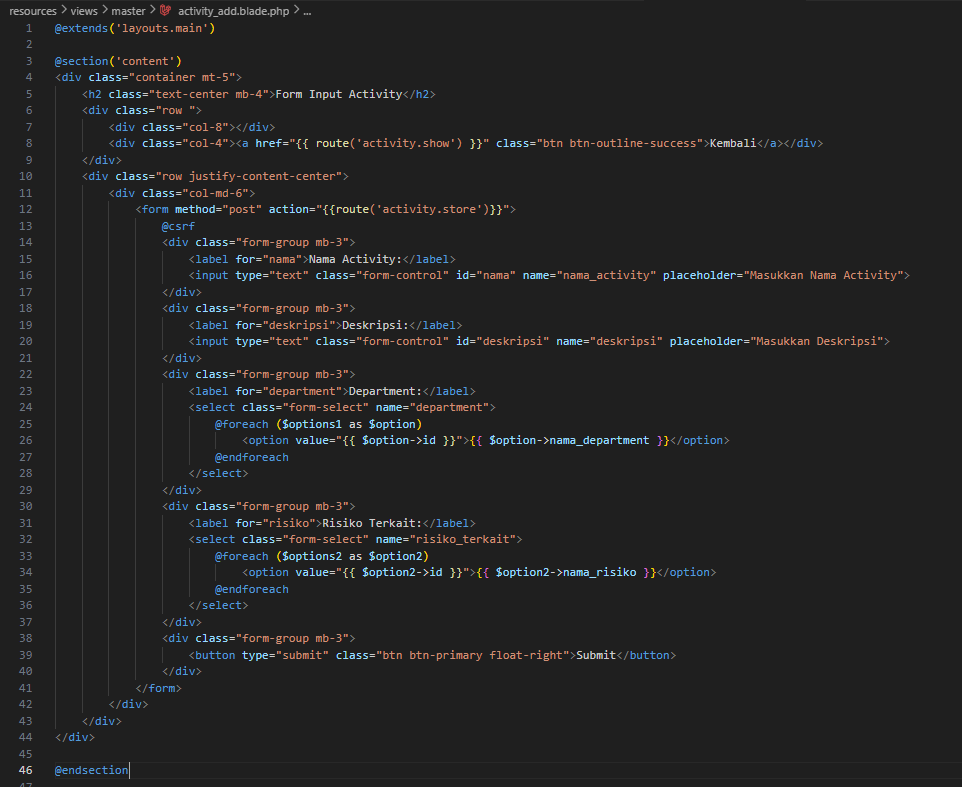 resources > views > master > activity_add.blade.php > ...
1 @extends('layouts.main')
2
3 @section('content')
4 <div class="container mt-5">
5     <h2 class="text-center mb-4">Form Input Activity</h2>
6     <div class="row ">
7         <div class="col-8"></div>
8         <div class="col-4"><a href="{{ route('activity.show') }}" class="btn btn-outline-success">Kembali</a></div>
9     </div>
10     <div class="row justify-content-center">
11         <div class="col-md-6">
12             <form method="post" action="{{route('activity.store')}}">
13                 @csrf
14                 <div class="form-group mb-3">
15                     <label for="nama">Nama Activity:</label>
16                     <input type="text" class="form-control" id="nama" name="nama_activity" placeholder="Masukkan Nama Activity">
17                 </div>
18                 <div class="form-group mb-3">
19                     <label for="deskripsi">Deskripsi:</label>
20                     <input type="text" class="form-control" id="deskripsi" name="deskripsi" placeholder="Masukkan Deskripsi">
21                 </div>
22                 <div class="form-group mb-3">
23                     <label for="department">Department:</label>
24                     <select class="form-select" name="department">
25                         @foreach ($options1 as $option)
26                             <option value="{{ $option->id }}">{{ $option->nama_department }}</option>
27                         @endforeach
28                     </select>
29                 </div>
30                 <div class="form-group mb-3">
31                     <label for="risiko">Risiko Terkait:</label>
32                     <select class="form-select" name="risiko_terkait">
33                         @foreach ($options2 as $option2)
34                             <option value="{{ $option2->id }}">{{ $option2->nama_risiko }}</option>
35                         @endforeach
36                     </select>
37                 </div>
38                 <div class="form-group mb-3">
39                     <button type="submit" class="btn btn-primary float-right">Submit</button>
40                 </div>
41             </form>
42         </div>
43     </div>
44 </div>
45
46 @endsection
47